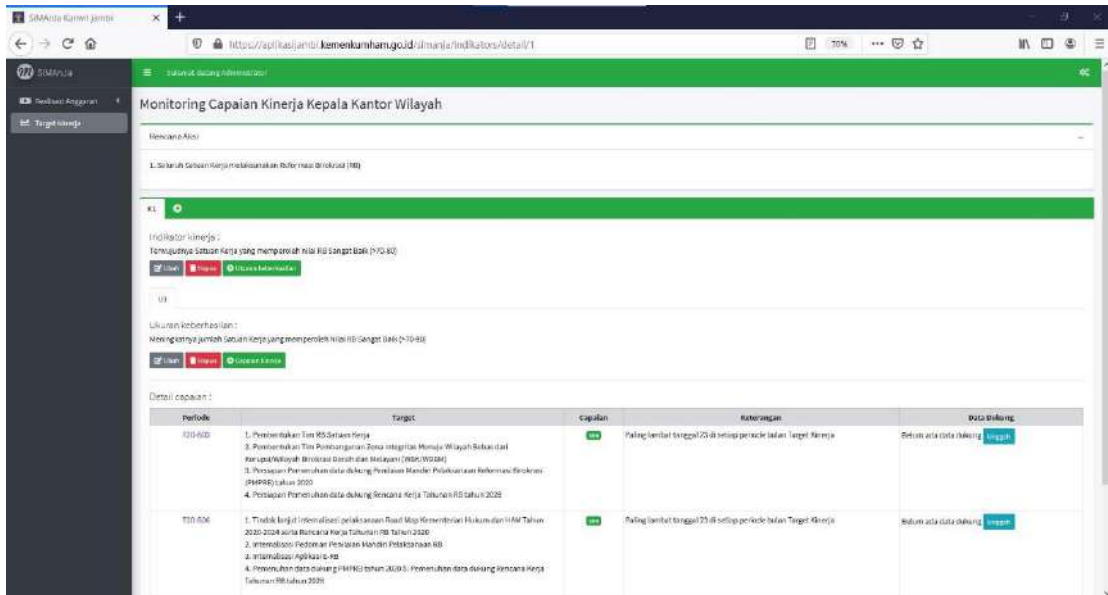 SIMAnJa Kanwil Jambi
https://aplikasijambi.kemenkumham.go.id/simanja/indikators/detail/1
70%
SIMAnJa
Selamat datang Administrator
Realisasi Anggaran
Target Kinerja
Monitoring Capaian Kinerja Kepala Kantor Wilayah
Rencana Aksi
1. Seluruh Satuan Kerja melaksanakan Reformasi Birokrasi (RB)
K1
Indikator kinerja :
Terwujudnya Satuan Kerja yang memperoleh nilai RB Sangat Baik (>70-80)
Ubah Hapus Ukuran keberhasilan
U1
Ukuran keberhasilan :
Meningkatnya jumlah Satuan Kerja yang memperoleh nilai RB Sangat Baik (>70-80)
Ubah Hapus Capaian kinerja
Detail capaian :
Periode Target Capaian Keterangan Data Dukung
1. Pembentukan Tim RB Satuan Kerja
2. Pembentukan Tim Pembangunan Zona Integritas Menuju Wilayah Bebas dari
Korupsi/Wilayah Birokrasi Bersih dan Melayani (WBK/WBBM)
3. Persiapan Pemenuhan data dukung Penilaian Mandiri Pelaksanaan Reformasi Birokrasi
(PMPRB) tahun 2020
4. Persiapan Pemenuhan data dukung Rencana Kerja Tahunan RB tahun 2020
Paling lambat tanggal 23 di setiap periode bulan Target Kinerja
Belum ada data dukung Unggah
1. Tindak lanjut internalisasi pelaksanaan Road Map Kementerian Hukum dan HAM Tahun
2020-2024 serta Rencana Kerja Tahunan RB Tahun 2020
2. Internalisasi Pedoman Penilaian Mandiri Pelaksanaan RB
3. Internalisasi Aplikasi E-RB
4. Pemenuhan data dukung PMPRB tahun 2020 5. Pemenuhan data dukung Rencana Kerja
Tahunan RB tahun 2020
Paling lambat tanggal 23 di setiap periode bulan Target Kinerja
Belum ada data dukung Unggah